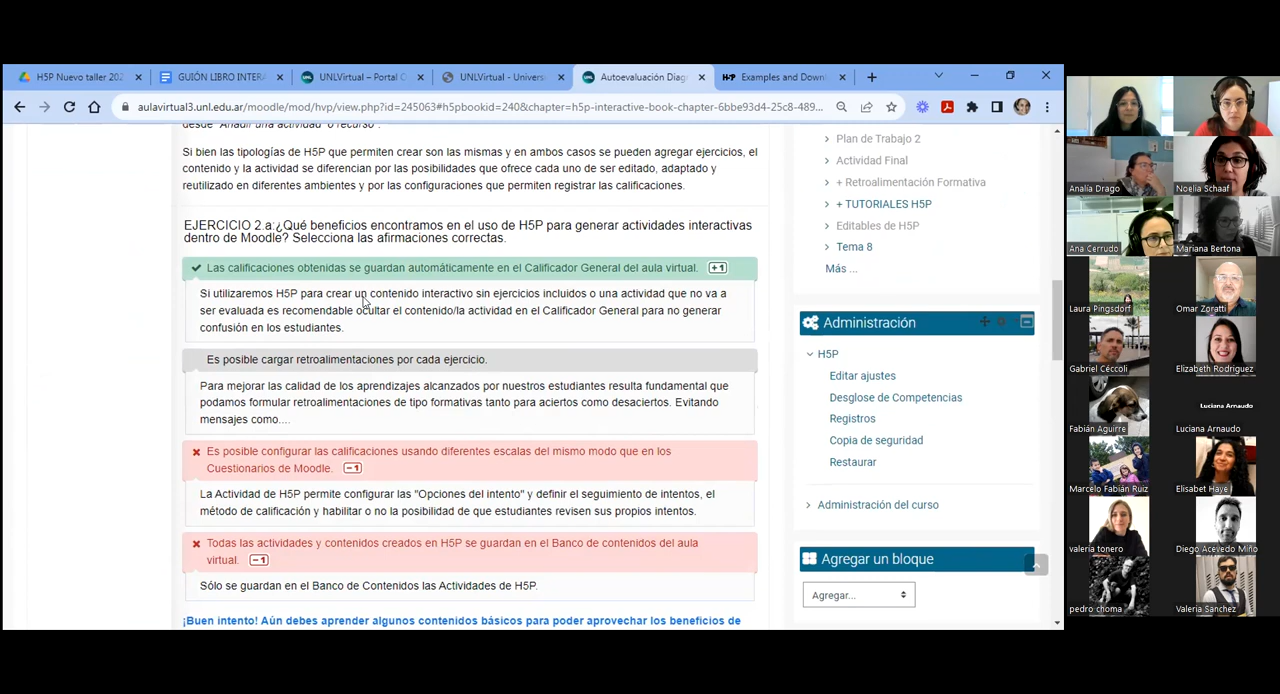 H5P Nuevo taller 202
GUIÓN LIBRO INTERA
UNLVirtual – Portal C
UNLVirtual - Univers
Autoevaluación Diag
H-P Examples and Down
aulavirtual3.unl.edu.ar/moodle/mod/hvp/view.php?id=245053#h5pbookid=240&chapter=h5p-interactive-book-chapter-6bbe93d4-25c8-489...
desde "Añadir una actividad o recurso".
Si bien las tipologías de H5P que permiten crear son las mismas y en ambos casos se pueden agregar ejercicios, el
contenido y la actividad se diferencian por las posibilidades que ofrece cada uno de ser editado, adaptado y
reutilizado en diferentes ambientes y por las configuraciones que permiten registrar las calificaciones.
EJERCICIO 2.a:¿Qué beneficios encontramos en el uso de H5P para generar actividades interactivas
dentro de Moodle? Selecciona las afirmaciones correctas.
Las calificaciones obtenidas se guardan automáticamente en el Calificador General del aula virtual. +1
Si utilizaremos H5P para crear un contenido interactivo sin ejercicios incluidos o una actividad que no va a
ser evaluada es recomendable ocultar el contenido/la actividad en el Calificador General para no generar
confusión en los estudiantes.
Es posible cargar retroalimentaciones por cada ejercicio.
Para mejorar las calidad de los aprendizajes alcanzados por nuestros estudiantes resulta fundamental que
podamos formular retroalimentaciones de tipo formativas tanto para aciertos como desaciertos. Evitando
mensajes como....
Es posible configurar las calificaciones usando diferentes escalas del mismo modo que en los
Cuestionarios de Moodle. −1
La Actividad de H5P permite configurar las "Opciones del intento" y definir el seguimiento de intentos, el
método de calificación y habilitar o no la posibilidad de que estudiantes revisen sus propios intentos.
Todas las actividades y contenidos creados en H5P se guardan en el Banco de contenidos del aula
virtual. −1
Sólo se guardan en el Banco de Contenidos las Actividades de H5P.
¡Buen intento! Aún debes aprender algunos contenidos básicos para poder aprovechar los beneficios de
Plan de Trabajo 2
Actividad Final
+ Retroalimentación Formativa
+ TUTORIALES H5P
Editables de H5P
Tema 8
Más ...
Administración
H5P
Editar ajustes
Desglose de Competencias
Registros
Copia de seguridad
Restaurar
Administración del curso
Agregar un bloque
Agregar...
Analía Drago
Noelia Schaaf
Ana Cerrudo
Mariana Bertona
Laura Pingsdorf
Omar Zoratti
Gabriel Céccoli
Elizabeth Rodriguez
Luciana Arnaudo
Fabián Aguirre
Luciana Arnaudo
Marcelo Fabián Ruiz
Elisabet Haye
valeria tonero
Diego Acevedo Miño
pedro choma
Valeria Sanchez